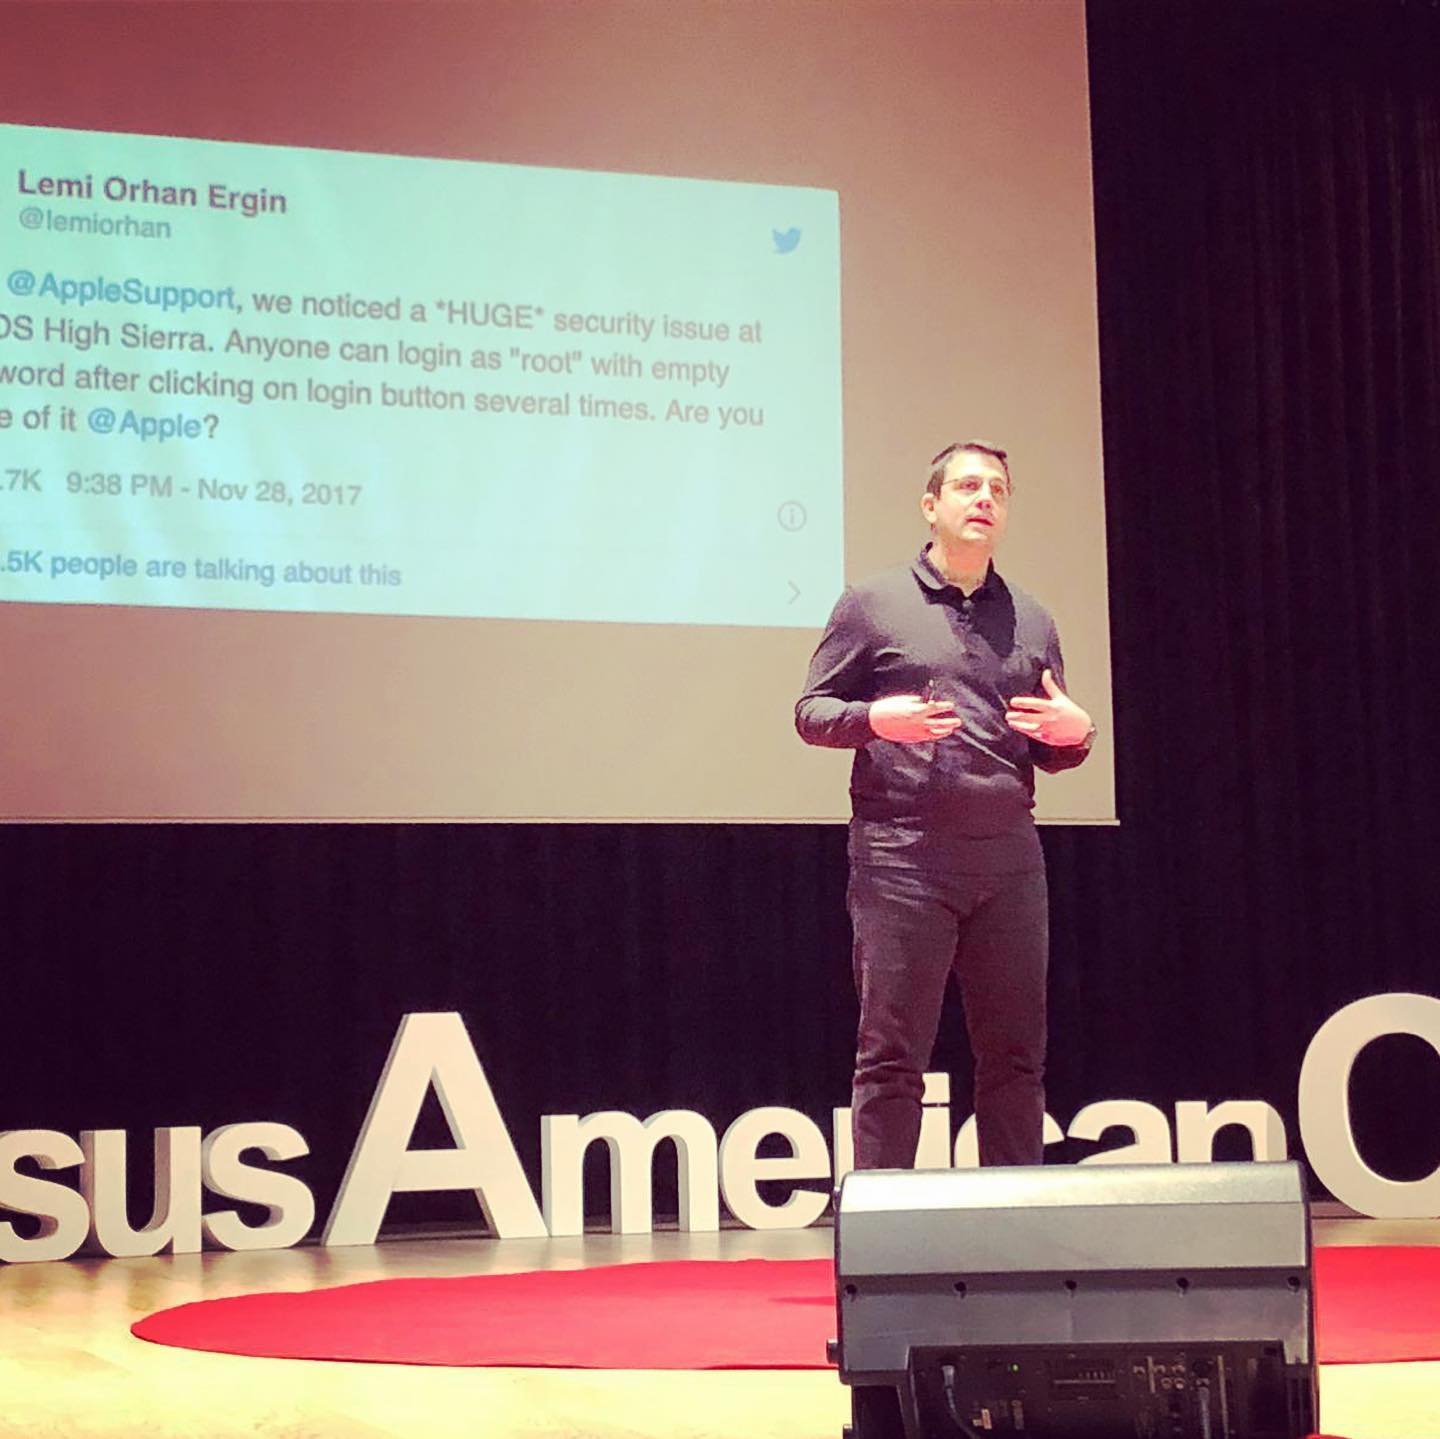 Lemi Orhan Ergin
@lemiorhan
@AppleSupport, we noticed a *HUGE* security issue at
OS High Sierra. Anyone can login as "root" with empty
word after clicking on login button several times. Are you
e of it @Apple?
.7K 9:38 PM - Nov 28, 2017
.5K people are talking about this
sus American C